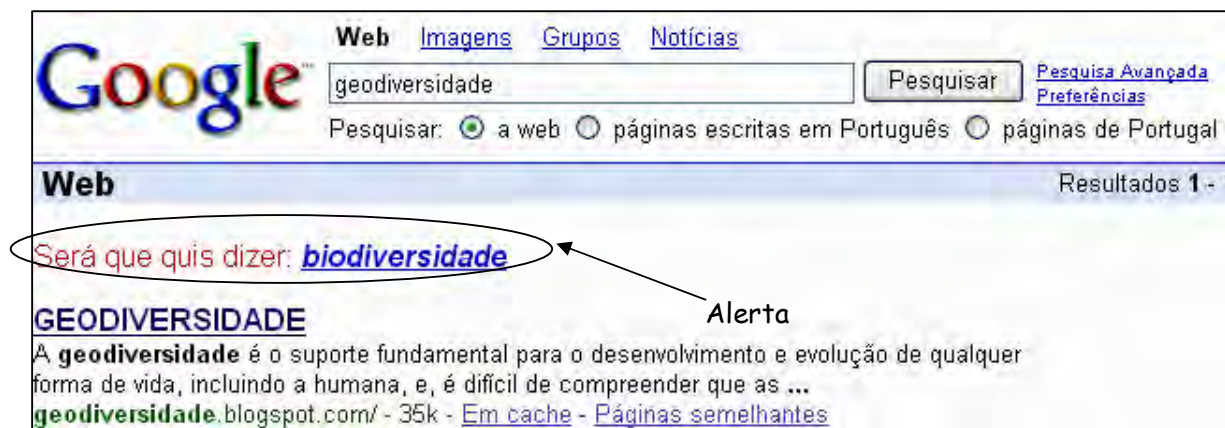 Google™
Web Imagens Grupos Notícias
geodiversidade Pesquisar Pesquisa Avançada
Preferências
Pesquisar: a web páginas escritas em Português páginas de Portugal
Web Resultados 1 -
Será que quis dizer: biodiversidade
Alerta
GEODIVERSIDADE
A geodiversidade é o suporte fundamental para o desenvolvimento e evolução de qualquer
forma de vida, incluindo a humana, e, é difícil de compreender que as ...
geodiversidade.blogspot.com/ - 35k - Em cache - Páginas semelhantes